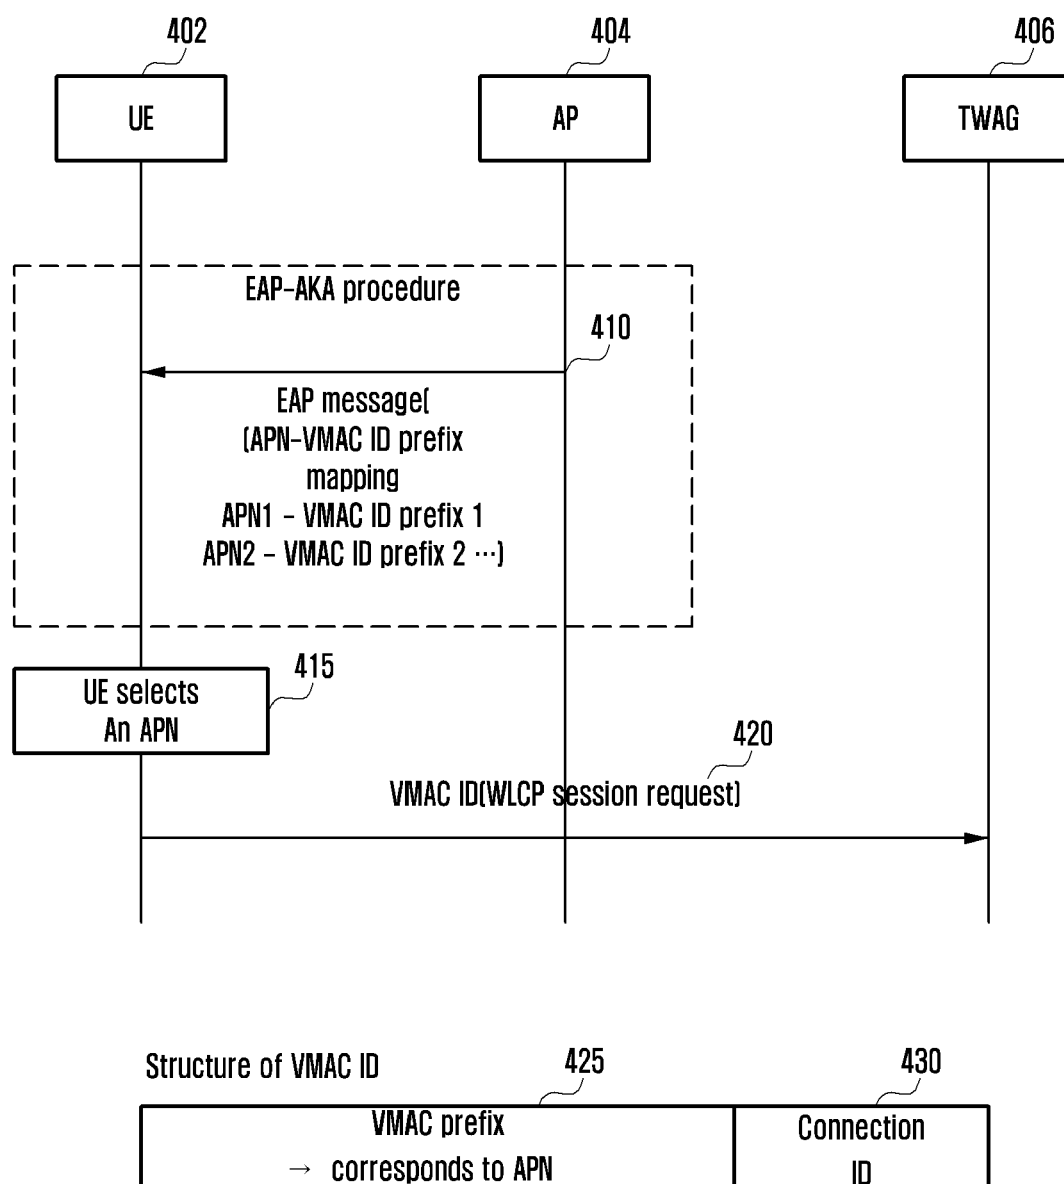 402
404
406
UE
AP
TWAG
EAP-AKA procedure
410
EAP message(
(APN-VMAC ID prefix
mapping
APN1 - VMAC ID prefix 1
APN2 - VMAC ID prefix 2 ···)
415
UE selects
An APN
420
VMAC ID(WLCP session request)
Structure of VMAC ID
425
430
VMAC prefix
→ corresponds to APN
Connection
ID